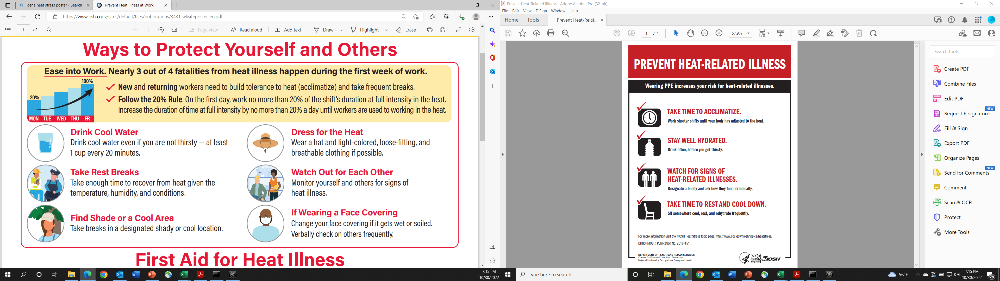 osha heat stress poster - Search
Prevent Heat Illness at Work
https://www.osha.gov/sites/default/files/publications/3431_wksiteposter_en.pdf
1 of 1
Page view
Read aloud
Add text
Draw
Highlight
Erase
Ways to Protect Yourself and Others
Ease into Work. Nearly 3 out of 4 fatalities from heat illness happen during the first week of work.
100%
20%
MON TUE WED THU FRI
New and returning workers need to build tolerance to heat (acclimatize) and take frequent breaks.
Follow the 20% Rule. On the first day, work no more than 20% of the shift's duration at full intensity in the heat.
Increase the duration of time at full intensity by no more than 20% a day until workers are used to working in the heat.
Drink Cool Water
Drink cool water even if you are not thirsty — at least
1 cup every 20 minutes.
Dress for the Heat
Wear a hat and light-colored, loose-fitting, and
breathable clothing if possible.
Take Rest Breaks
Take enough time to recover from heat given the
temperature, humidity, and conditions.
Watch Out for Each Other
Monitor yourself and others for signs of
heat illness.
Find Shade or a Cool Area
Take breaks in a designated shady or cool location.
If Wearing a Face Covering
Change your face covering if it gets wet or soiled.
Verbally check on others frequently.
First Aid for Heat Illness
7:15 PM
10/30/2022
Prevent Heat-Related Illness - Adobe Acrobat Pro (32-bit)
File Edit View E-Sign Window Help
Home Tools Prevent Heat-Relat...
1 / 1
57.9%
PREVENT HEAT-RELATED ILLNESS
Wearing PPE increases your risk for heat-related illnesses.
TAKE TIME TO ACCLIMATIZE.
Work shorter shifts until your body has adjusted to the heat.
STAY WELL HYDRATED.
Drink often, before you get thirsty.
WATCH FOR SIGNS OF
HEAT-RELATED ILLNESSES.
Designate a buddy and ask how they feel periodically.
TAKE TIME TO REST AND COOL DOWN.
Sit somewhere cool, rest, and rehydrate frequently.
For more information visit the NIOSH Heat Stress topic page: http://www.cdc.gov/niosh/topics/heatstress/
DHHS (NIOSH) Publication No. 2016-151
DEPARTMENT OF HEALTH AND HUMAN SERVICES
Centers for Disease Control and Prevention
National Institute for Occupational Safety and Health
CDC NIOSH
Search tools
Create PDF
Combine Files
Edit PDF
NEW
Request E-signatures
Fill & Sign
Export PDF
Organize Pages
NEW
Send for Comments
Comment
Scan & OCR
Protect
More Tools
Type here to search
56°F
7:15 PM
10/30/2022
28